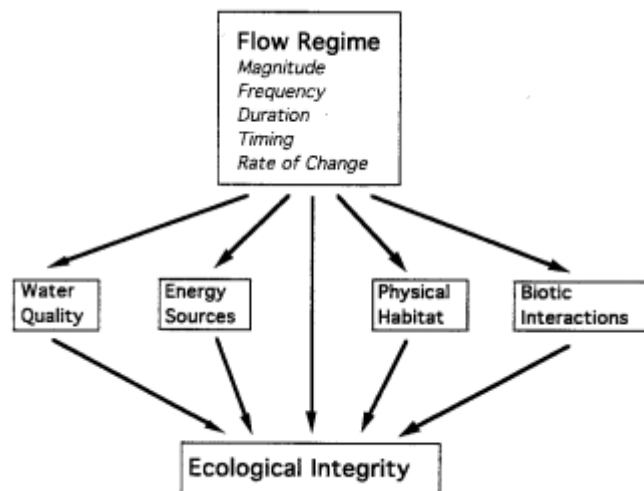 Flow Regime
Magnitude
Frequency
Duration
Timing
Rate of Change
Water
Quality
Energy
Sources
Physical
Habitat
Biotic
Interactions
Ecological Integrity